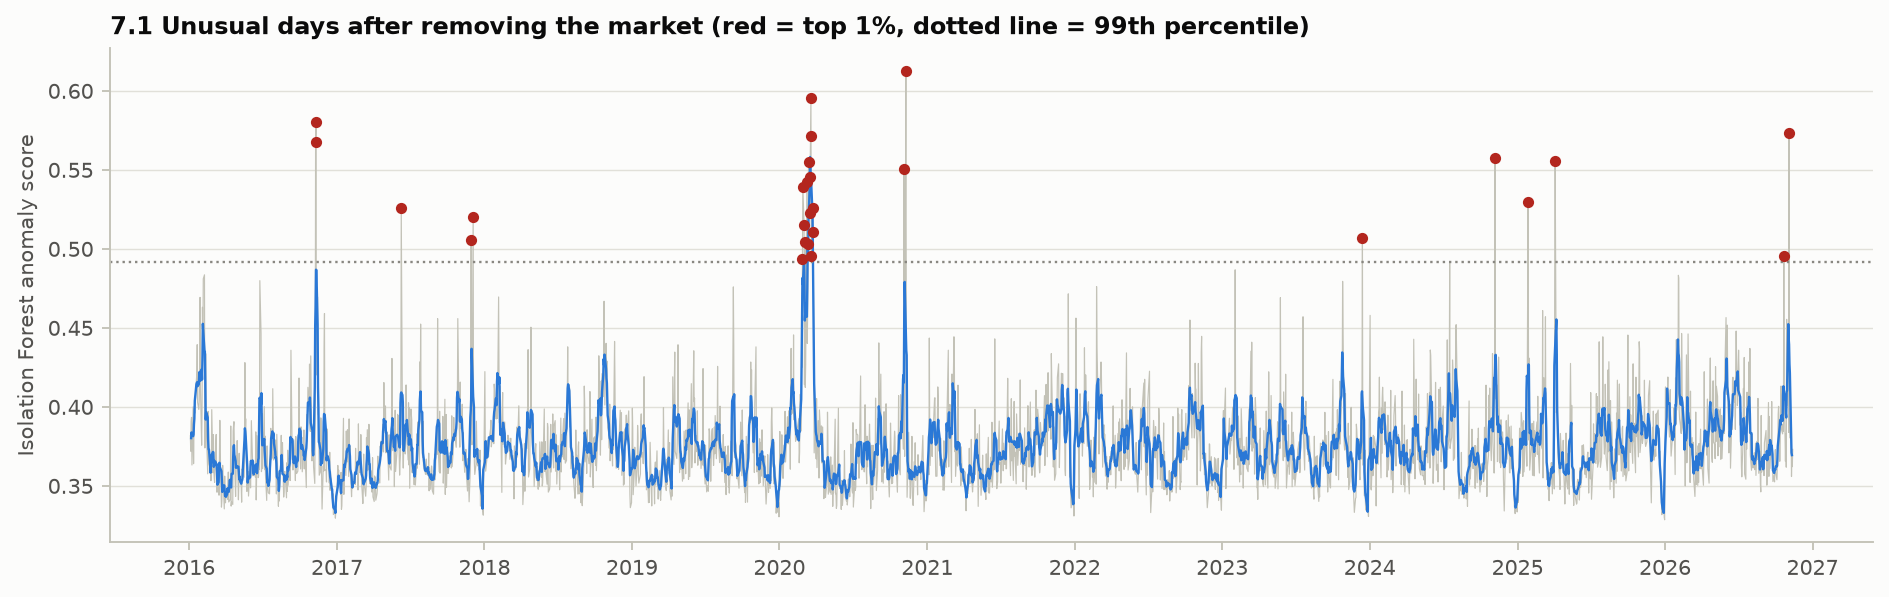 7.1 Unusual days after removing the market (red = top 1%, dotted line = 99th percentile)
Isolation Forest anomaly score
0.60
0.55
0.50
0.45
0.40
0.35
2016 2017 2018 2019 2020 2021 2022 2023 2024 2025 2026 2027